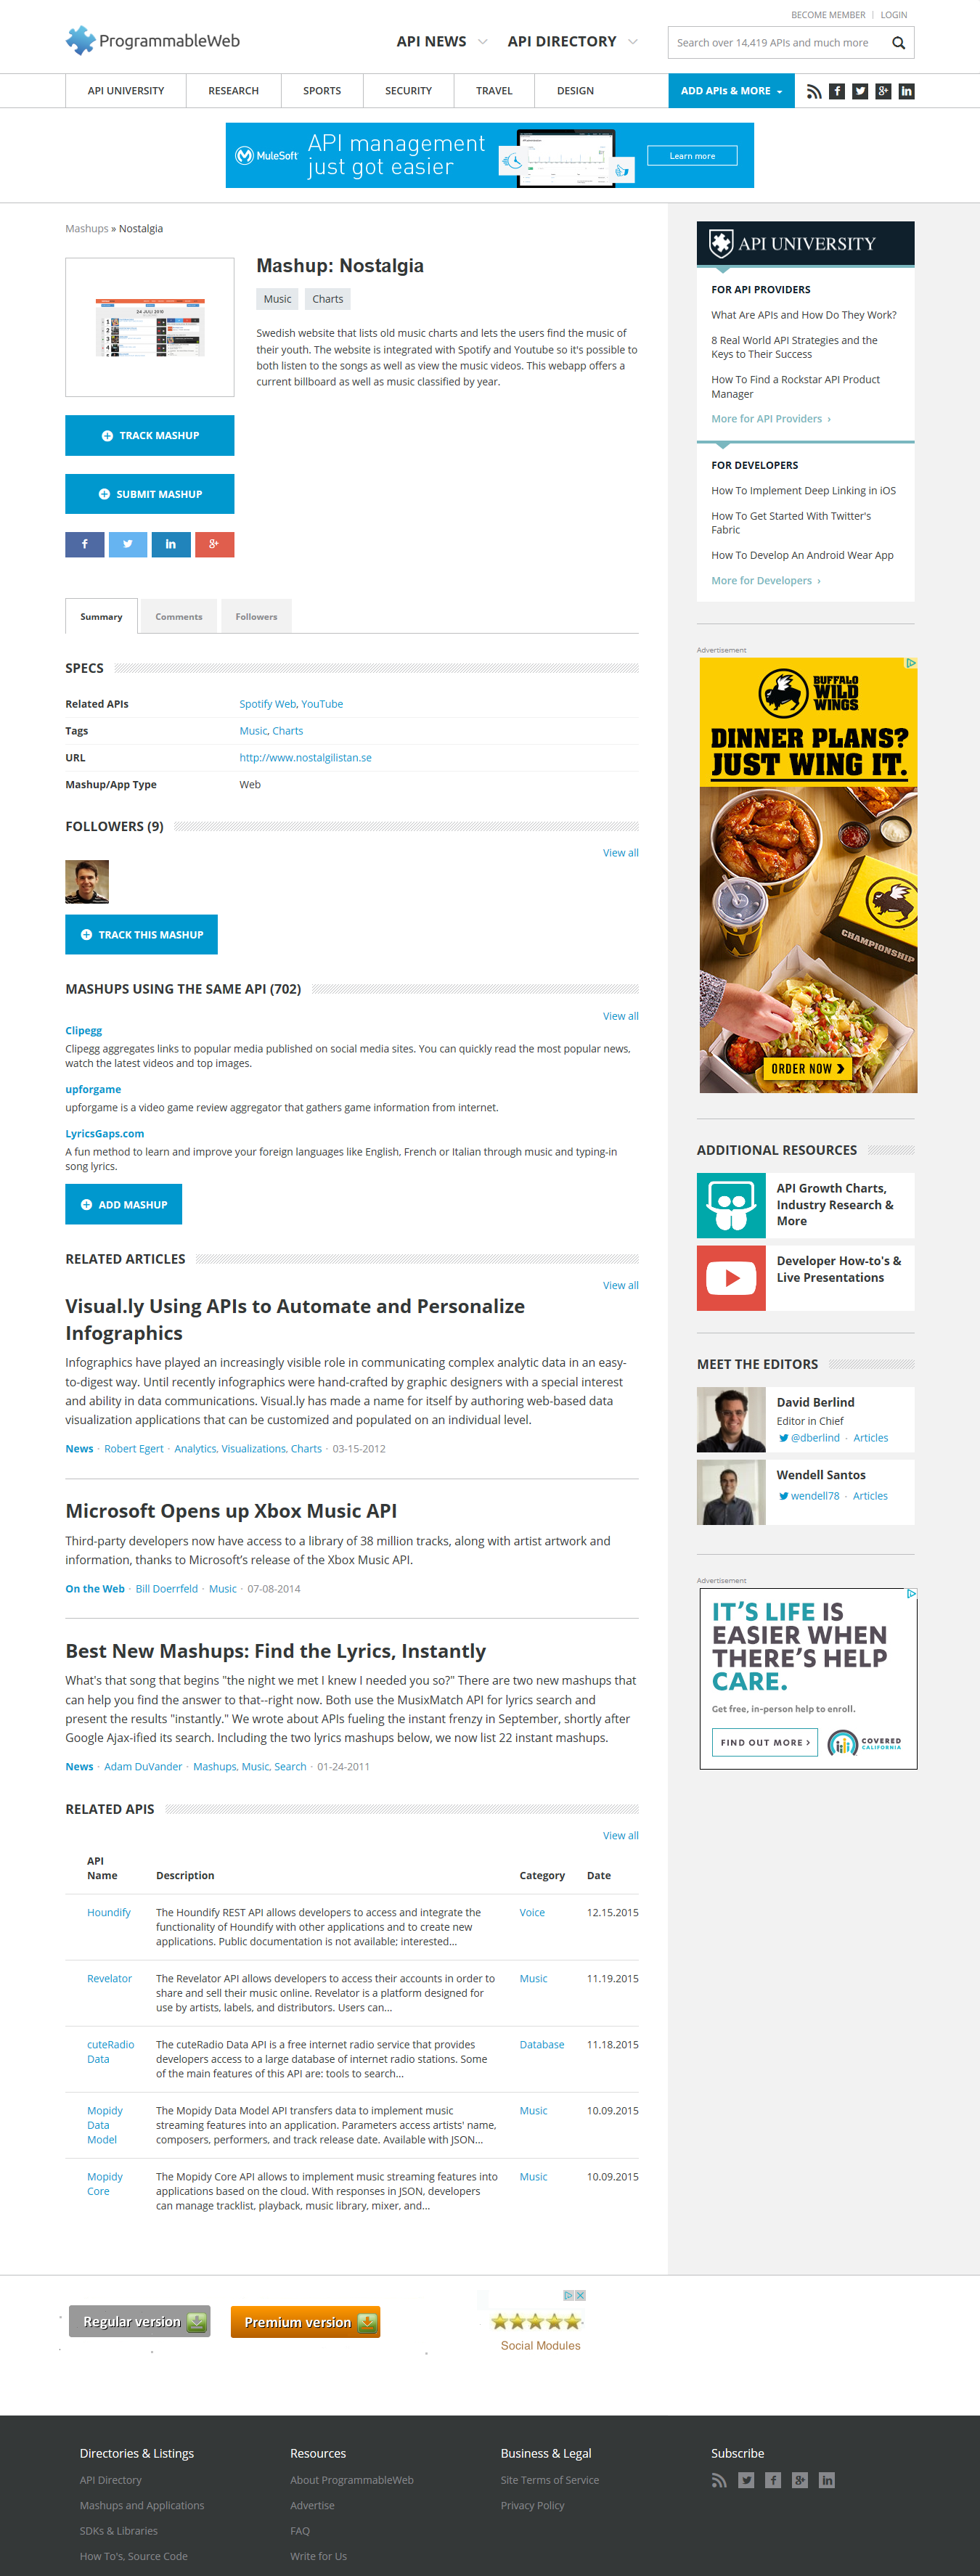 BECOME MEMBER | LOGIN
ProgrammableWeb
API NEWS
API DIRECTORY
Search over 14,419 APIs and much more
API UNIVERSITY
RESEARCH
SPORTS
SECURITY
TRAVEL
DESIGN
ADD APIs & MORE
MuleSoft
API management
just got easier
Learn more
Mashups » Nostalgia
24 JULI 2010
Mashup: Nostalgia
Music
Charts
Swedish website that lists old music charts and lets the users find the music of
their youth. The website is integrated with Spotify and Youtube so it's possible to
both listen to the songs as well as view the music videos. This webapp offers a
current billboard as well as music classified by year.
TRACK MASHUP
SUBMIT MASHUP
Summary
Comments
Followers
SPECS
Related APIs Spotify Web, YouTube
Tags Music, Charts
URL http://www.nostalgilistan.se
Mashup/App Type Web
FOLLOWERS (9)
View all
TRACK THIS MASHUP
MASHUPS USING THE SAME API (702)
View all
Clipegg
Clipegg aggregates links to popular media published on social media sites. You can quickly read the most popular news,
watch the latest videos and top images.
upforgame
upforgame is a video game review aggregator that gathers game information from internet.
LyricsGaps.com
A fun method to learn and improve your foreign languages like English, French or Italian through music and typing-in
song lyrics.
ADD MASHUP
RELATED ARTICLES
View all
Visual.ly Using APIs to Automate and Personalize
Infographics
Infographics have played an increasingly visible role in communicating complex analytic data in an easy-
to-digest way. Until recently infographics were hand-crafted by graphic designers with a special interest
and ability in data communications. Visual.ly has made a name for itself by authoring web-based data
visualization applications that can be customized and populated on an individual level.
News · Robert Egert · Analytics, Visualizations, Charts · 03-15-2012
Microsoft Opens up Xbox Music API
Third-party developers now have access to a library of 38 million tracks, along with artist artwork and
information, thanks to Microsoft's release of the Xbox Music API.
On the Web · Bill Doerrfeld · Music · 07-08-2014
Best New Mashups: Find the Lyrics, Instantly
What's that song that begins "the night we met I knew I needed you so?" There are two new mashups that
can help you find the answer to that--right now. Both use the MusixMatch API for lyrics search and
present the results "instantly." We wrote about APIs fueling the instant frenzy in September, shortly after
Google Ajax-ified its search. Including the two lyrics mashups below, we now list 22 instant mashups.
News · Adam DuVander · Mashups, Music, Search · 01-24-2011
RELATED APIS
View all
API
Name Description Category Date
Houndify The Houndify REST API allows developers to access and integrate the Voice 12.15.2015
functionality of Houndify with other applications and to create new
applications. Public documentation is not available; interested...
Revelator The Revelator API allows developers to access their accounts in order to Music 11.19.2015
share and sell their music online. Revelator is a platform designed for
use by artists, labels, and distributors. Users can...
cuteRadio The cuteRadio Data API is a free internet radio service that provides Database 11.18.2015
Data developers access to a large database of internet radio stations. Some
of the main features of this API are: tools to search...
Mopidy The Mopidy Data Model API transfers data to implement music Music 10.09.2015
Data streaming features into an application. Parameters access artists' name,
Model composers, performers, and track release date. Available with JSON...
Mopidy The Mopidy Core API allows to implement music streaming features into Music 10.09.2015
Core applications based on the cloud. With responses in JSON, developers
can manage tracklist, playback, music library, mixer, and...
API UNIVERSITY
FOR API PROVIDERS
What Are APIs and How Do They Work?
8 Real World API Strategies and the
Keys to Their Success
How To Find a Rockstar API Product
Manager
More for API Providers ›
FOR DEVELOPERS
How To Implement Deep Linking in iOS
How To Get Started With Twitter's
Fabric
How To Develop An Android Wear App
More for Developers ›
Advertisement
BUFFALO
WILD
WINGS
DINNER PLANS?
JUST WING IT.
CHAMPIONSHIP
ORDER NOW
ADDITIONAL RESOURCES
API Growth Charts,
Industry Research &
More
Developer How-to's &
Live Presentations
MEET THE EDITORS
David Berlind
Editor in Chief
@dberlind · Articles
Wendell Santos
wendell78 · Articles
Advertisement
IT'S LIFE IS
EASIER WHEN
THERE'S HELP
CARE.
Get free, in-person help to enroll.
FIND OUT MORE >
COVERED
CALIFORNIA
Regular version
Premium version
Social Modules
Directories & Listings
API Directory
Mashups and Applications
SDKs & Libraries
How To's, Source Code
Resources
About ProgrammableWeb
Advertise
FAQ
Write for Us
Business & Legal
Site Terms of Service
Privacy Policy
Subscribe